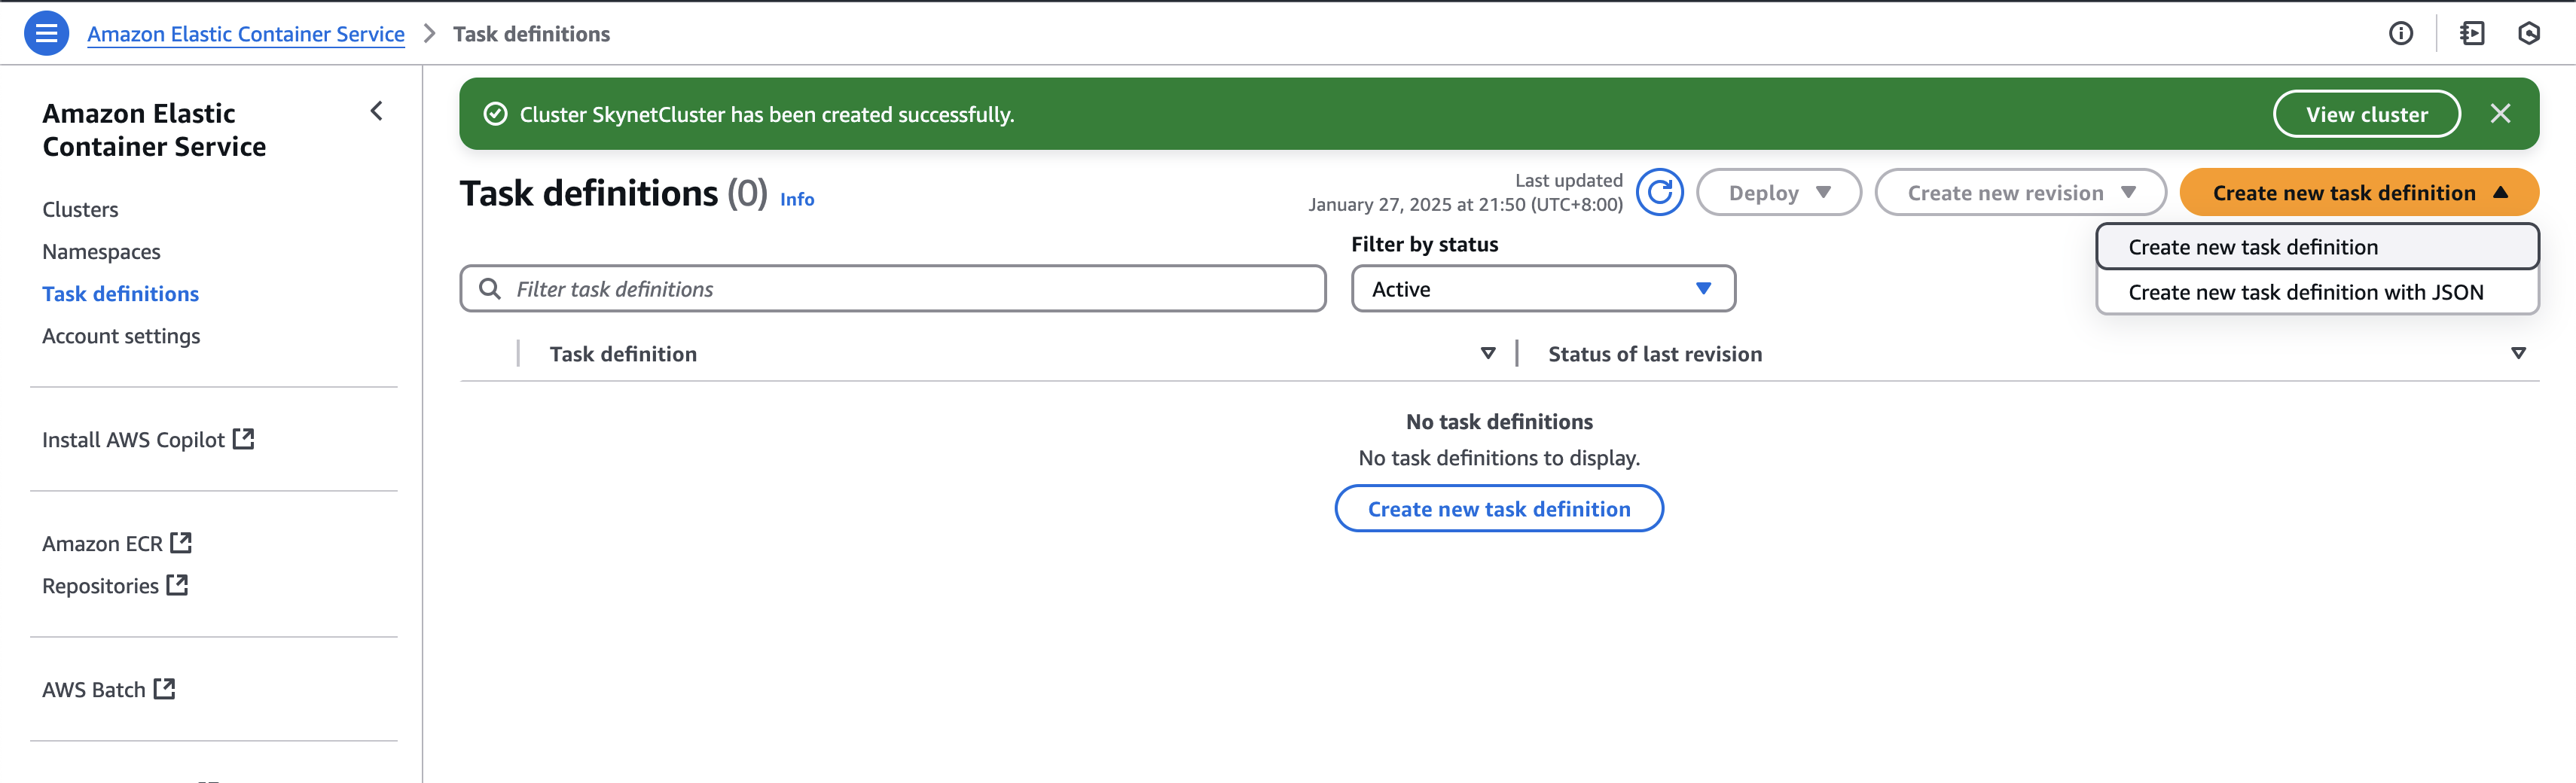 Amazon Elastic Container Service > Task definitions
Amazon Elastic
Container Service
Clusters
Namespaces
Task definitions
Account settings
Install AWS Copilot
Amazon ECR
Repositories
AWS Batch
Cluster SkynetCluster has been created successfully.
View cluster
Task definitions (0) Info
Last updated
January 27, 2025 at 21:50 (UTC+8:00)
Deploy
Create new revision
Create new task definition
Create new task definition
Create new task definition with JSON
Filter by status
Filter task definitions
Active
Task definition
Status of last revision
No task definitions
No task definitions to display.
Create new task definition